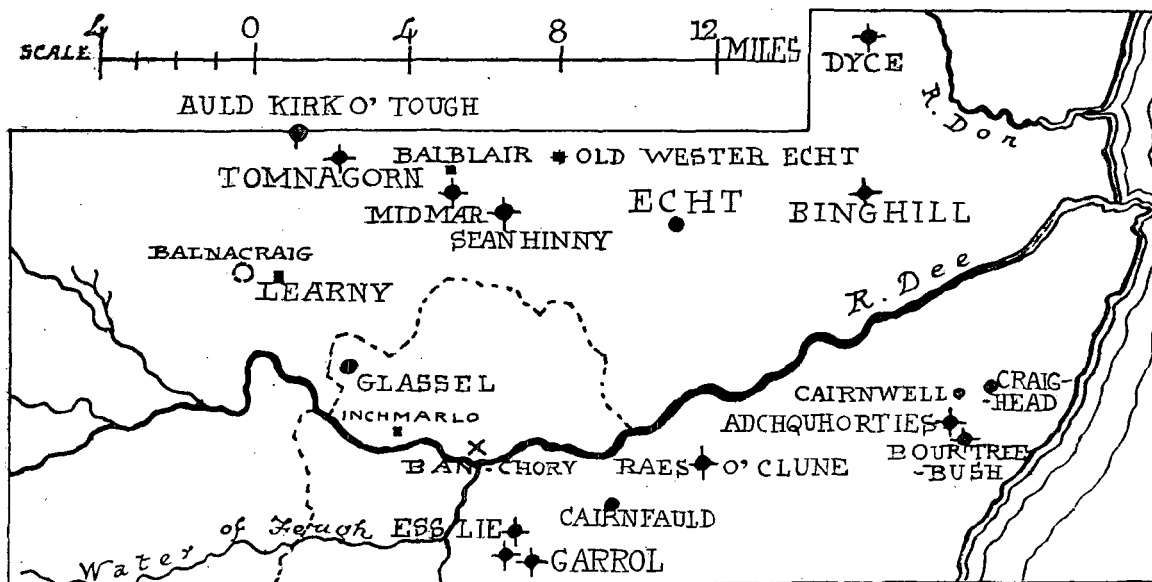 4 0 4 8 12
SCALE MILES
DYCE
R. Don
AULD KIRK O' TOUGH
TOMNAGORN
BALBLAIR
OLD WESTER ECHT
MIDMAR
SEANHINNY
ECHT
BINGHILL
BALNACRAIG
LEARNY
R. Dee
GLASSEL
INCHMARLO
BANCHORY
CAIRNWELL
CRAIG-
-HEAD
ADCHQUHORTIES
BOURTREE-
-BUSH
RAES O' CLUNE
CAIRNFAULD
Water of Feugh
ESSLIE
GARROL